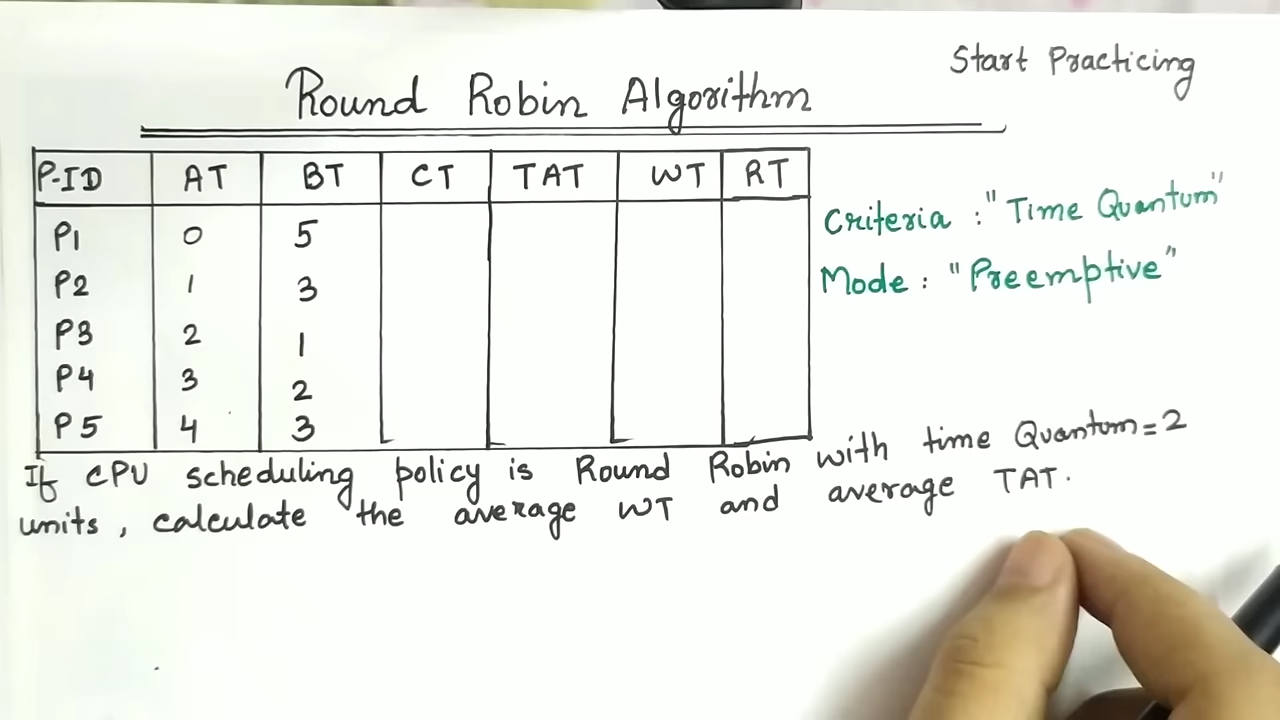 Start Practicing
Round Robin Algorithm
P-ID AT BT CT TAT WT RT
P1 0 5
P2 1 3
P3 2 1
P4 3 2
P5 4 3
Criteria : "Time Quantum"
Mode : "Preemptive"
If CPU scheduling policy is Round Robin with time Quantum=2
units, calculate the average WT and average TAT.